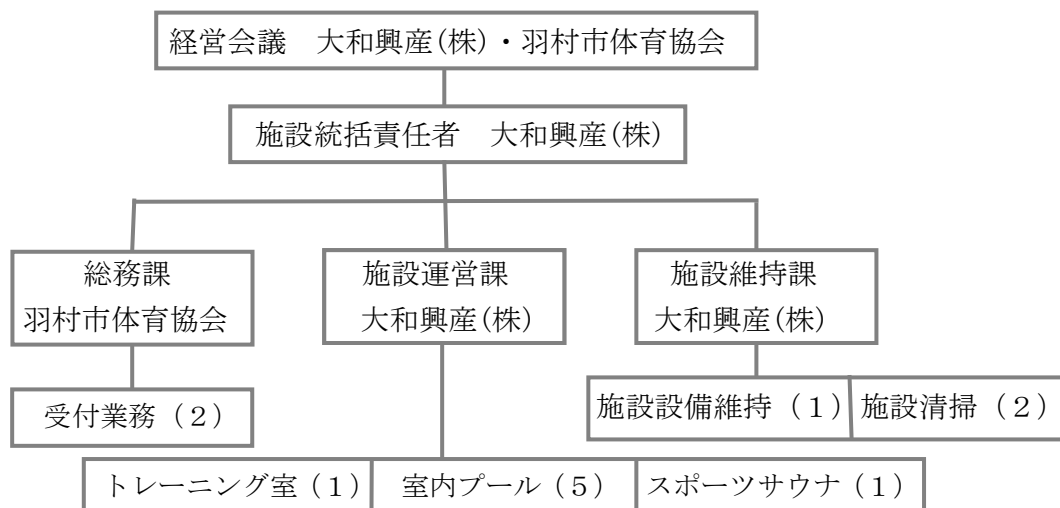 経営会議　大和興産(株)・羽村市体育協会
施設統括責任者　大和興産(株)
総務課
羽村市体育協会
施設運営課
大和興産(株)
施設維持課
大和興産(株)
受付業務（２）
施設設備維持（１）
施設清掃（２）
トレーニング室（１）
室内プール（５）
スポーツサウナ（１）